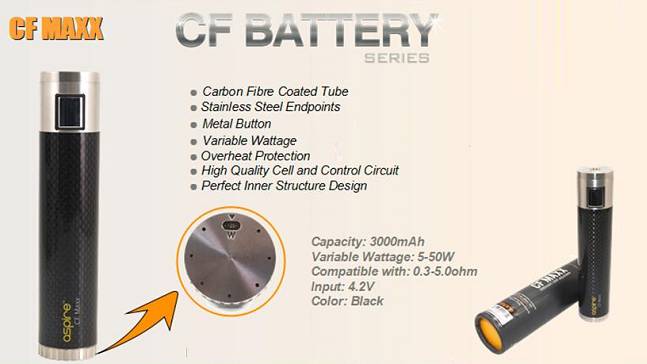 CF MAXX
CF BATTERY
SERIES
Carbon Fibre Coated Tube
Stainless Steel Endpoints
Metal Button
Variable Wattage
Overheat Protection
High Quality Cell and Control Circuit
Perfect Inner Structure Design
Capacity: 3000mAh
Variable Wattage: 5-50W
Compatible with: 0.3-5.0ohm
Input: 4.2V
Color: Black
aspire
CF Maxx
W
CF MAXX